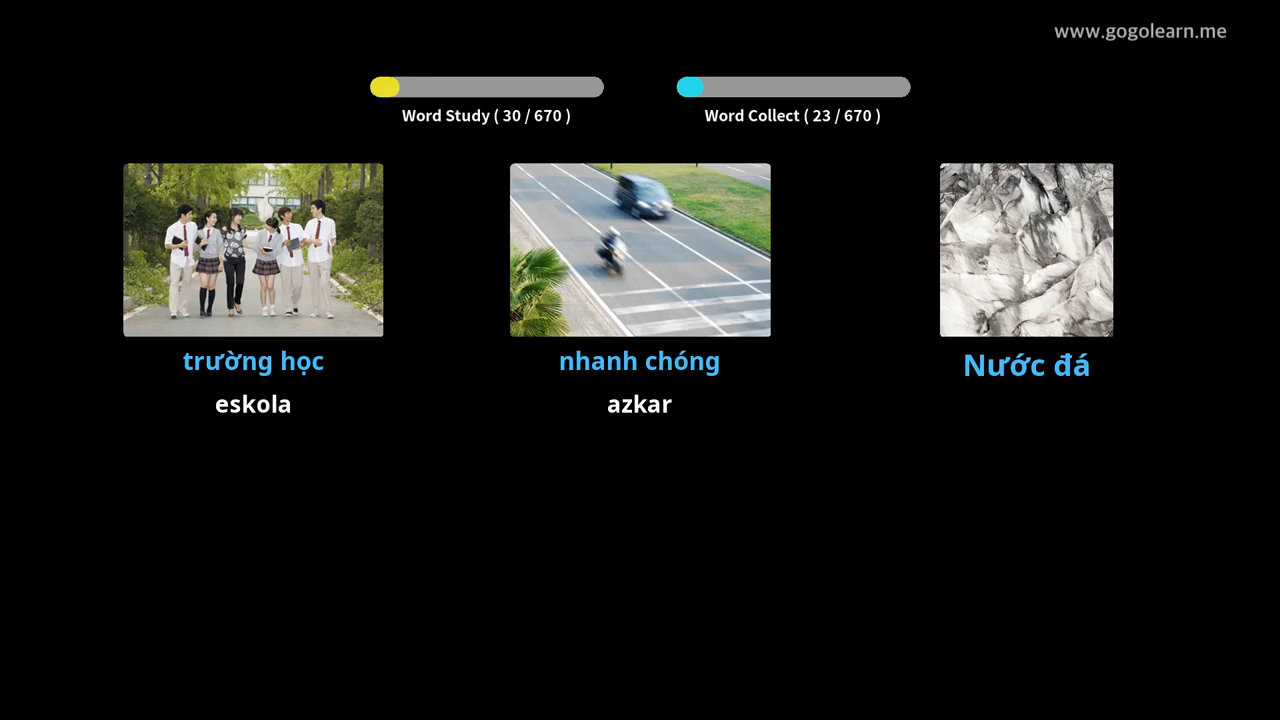 www.gogolearn.me
Word Study ( 30 / 670 )
Word Collect ( 23 / 670 )
trường học
nhanh chóng
Nước đá
eskola
azkar